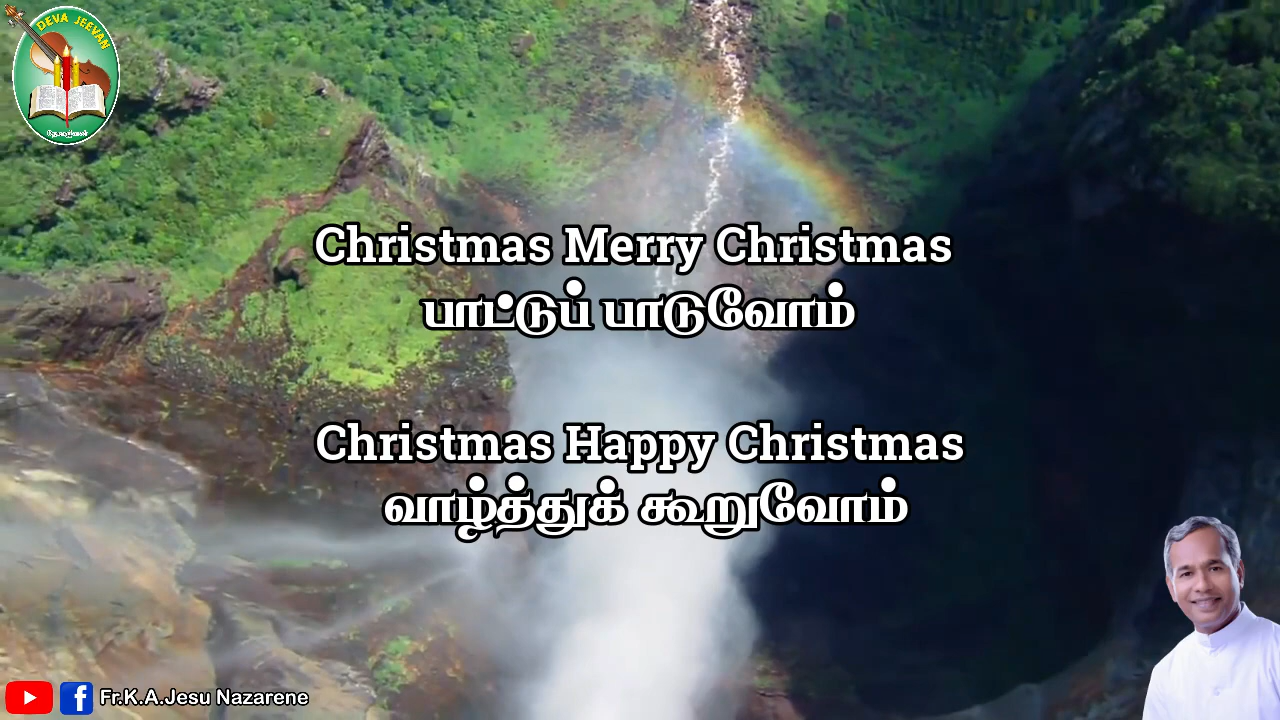 DEVA JEEVAN
Christmas Merry Christmas
பாட்டுப் பாடுவோம்
Christmas Happy Christmas
வாழ்த்துக் கூறுவோம்
Fr.K.A.Jesu Nazarene